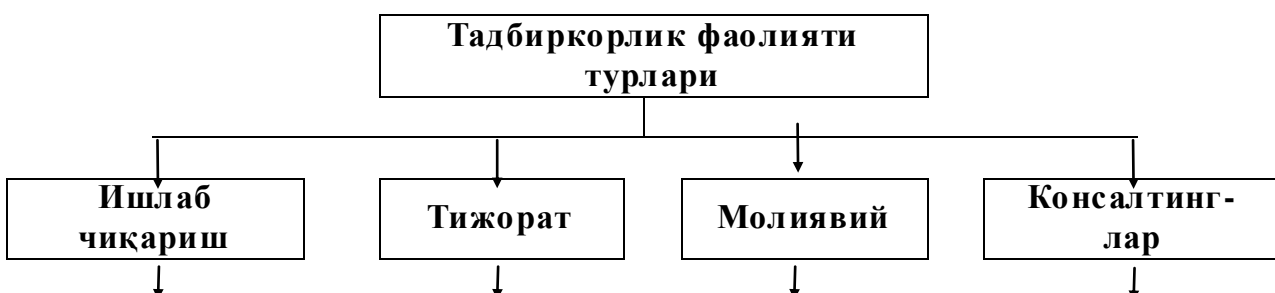 Тадбиркорлик фаолияти
турлари
Ишлаб
чиқариш
Тижорат
Молиявий
Консалтинг-
лар